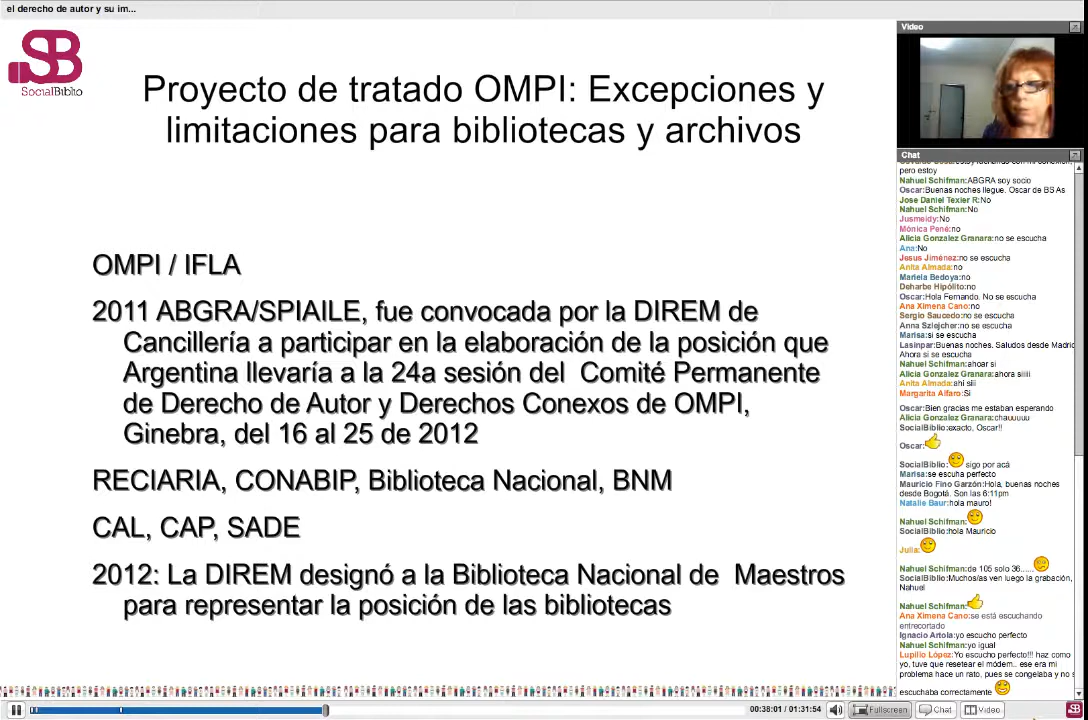 el derecho de autor y su im...
SB
SocialBiblio
Proyecto de tratado OMPI: Excepciones y
limitaciones para bibliotecas y archivos
OMPI / IFLA
2011 ABGRA/SPIAILE, fue convocada por la DIREM de
Cancillería a participar en la elaboración de la posición que
Argentina llevaría a la 24a sesión del Comité Permanente
de Derecho de Autor y Derechos Conexos de OMPI,
Ginebra, del 16 al 25 de 2012
RECIARIA, CONABIP, Biblioteca Nacional, BNM
CAL, CAP, SADE
2012: La DIREM designó a la Biblioteca Nacional de Maestros
para representar la posición de las bibliotecas
Video
Chat
pero estoy
Nahuel Schifman:ABGRA soy socio
Oscar:Buenas noches llegue. Oscar de BS As
Jose Daniel Texier R:No
Nahuel Schifman:No
Jusmeidy:No
Mónica Pené:no
Alicia Gonzalez Granara:no se escucha
Ana:No
Jesus Jiménez:no se escucha
Anita Almada:no
Mariela Bedoya:no
Deharbe Hipólito:no
Oscar:Hola Fernando. No se escucha
Ana Ximena Cano:no
Sergio Saucedo:no se escucha
Anna Szlejcher:no se escucha
Marisa:si se escucha
Lasinpar:Buenas noches. Saludos desde Madrid
Ahora si se escucha
Nahuel Schifman:ahoar si
Alicia Gonzalez Granara:ahora siiii
Anita Almada:ahi siii
Margarita Alfaro:Si
Oscar:Bien gracias me estaban esperando
Alicia Gonzalez Granara:chauuuuu
SocialBiblio:exacto, Oscar!!
Oscar:
SocialBiblio: sigo por acá
Marisa:se escuha perfecto
Mauricio Fino Garzón:Hola, buenas noches
desde Bogotá. Son las 6:11pm
Natalie Baur:hola mauro!
Nahuel Schifman:
SocialBiblio:hola Mauricio
Julia:
Nahuel Schifman:de 105 solo 36......
SocialBiblio:Muchos/as ven luego la grabación,
Nahuel
Nahuel Schifman:
Ana Ximena Cano:se está escuchando
entrecortado
Ignacio Artola:yo escucho perfecto
Nahuel Schifman:yo igual
Lupilio López:Yo escucho perfecto!!! haz como
yo, tuve que resetear el módem.. ese era mi
problema hace un rato, pues se congelaba y no s
escuchaba correctamente
00:38:01 / 01:31:54
Fullscreen
Chat
Video
SB